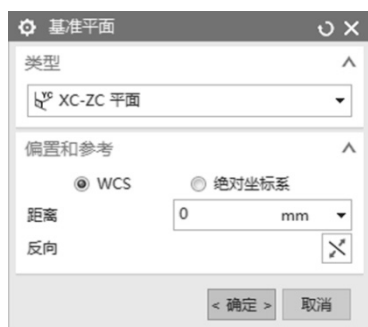 基准平面
类型
YC XC-ZC 平面
偏置和参考
WCS 绝对坐标系
距离 0 mm
反向
< 确定 > 取消